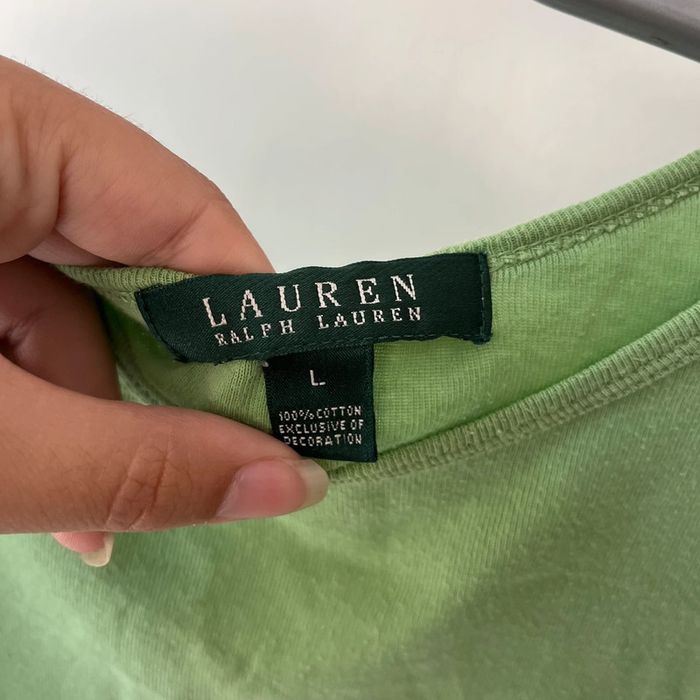 LAUREN
RALPH LAUREN
L
100% COTTON
EXCLUSIVE OF
DECORATION